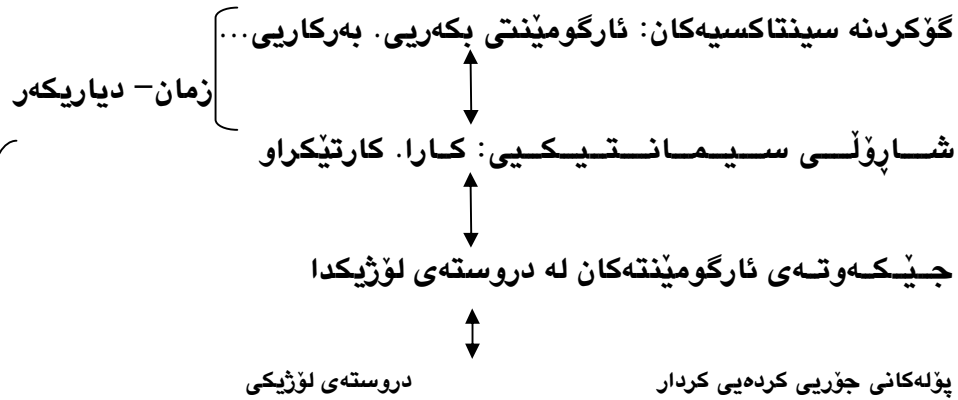 گۆکردنە سینتاکسیەکان: ئارگومێنتی بکەریی. بەرکاریی...
زمان– دیاریکەر
شاڕۆڵی سیمانتیکیی: کارا. کارتێکراو
جێکەوتەی ئارگومێنتەکان لە دروستەی لۆژیکدا
پۆلەکانی جۆریی کردەیی کردار
دروستەی لۆژیکی